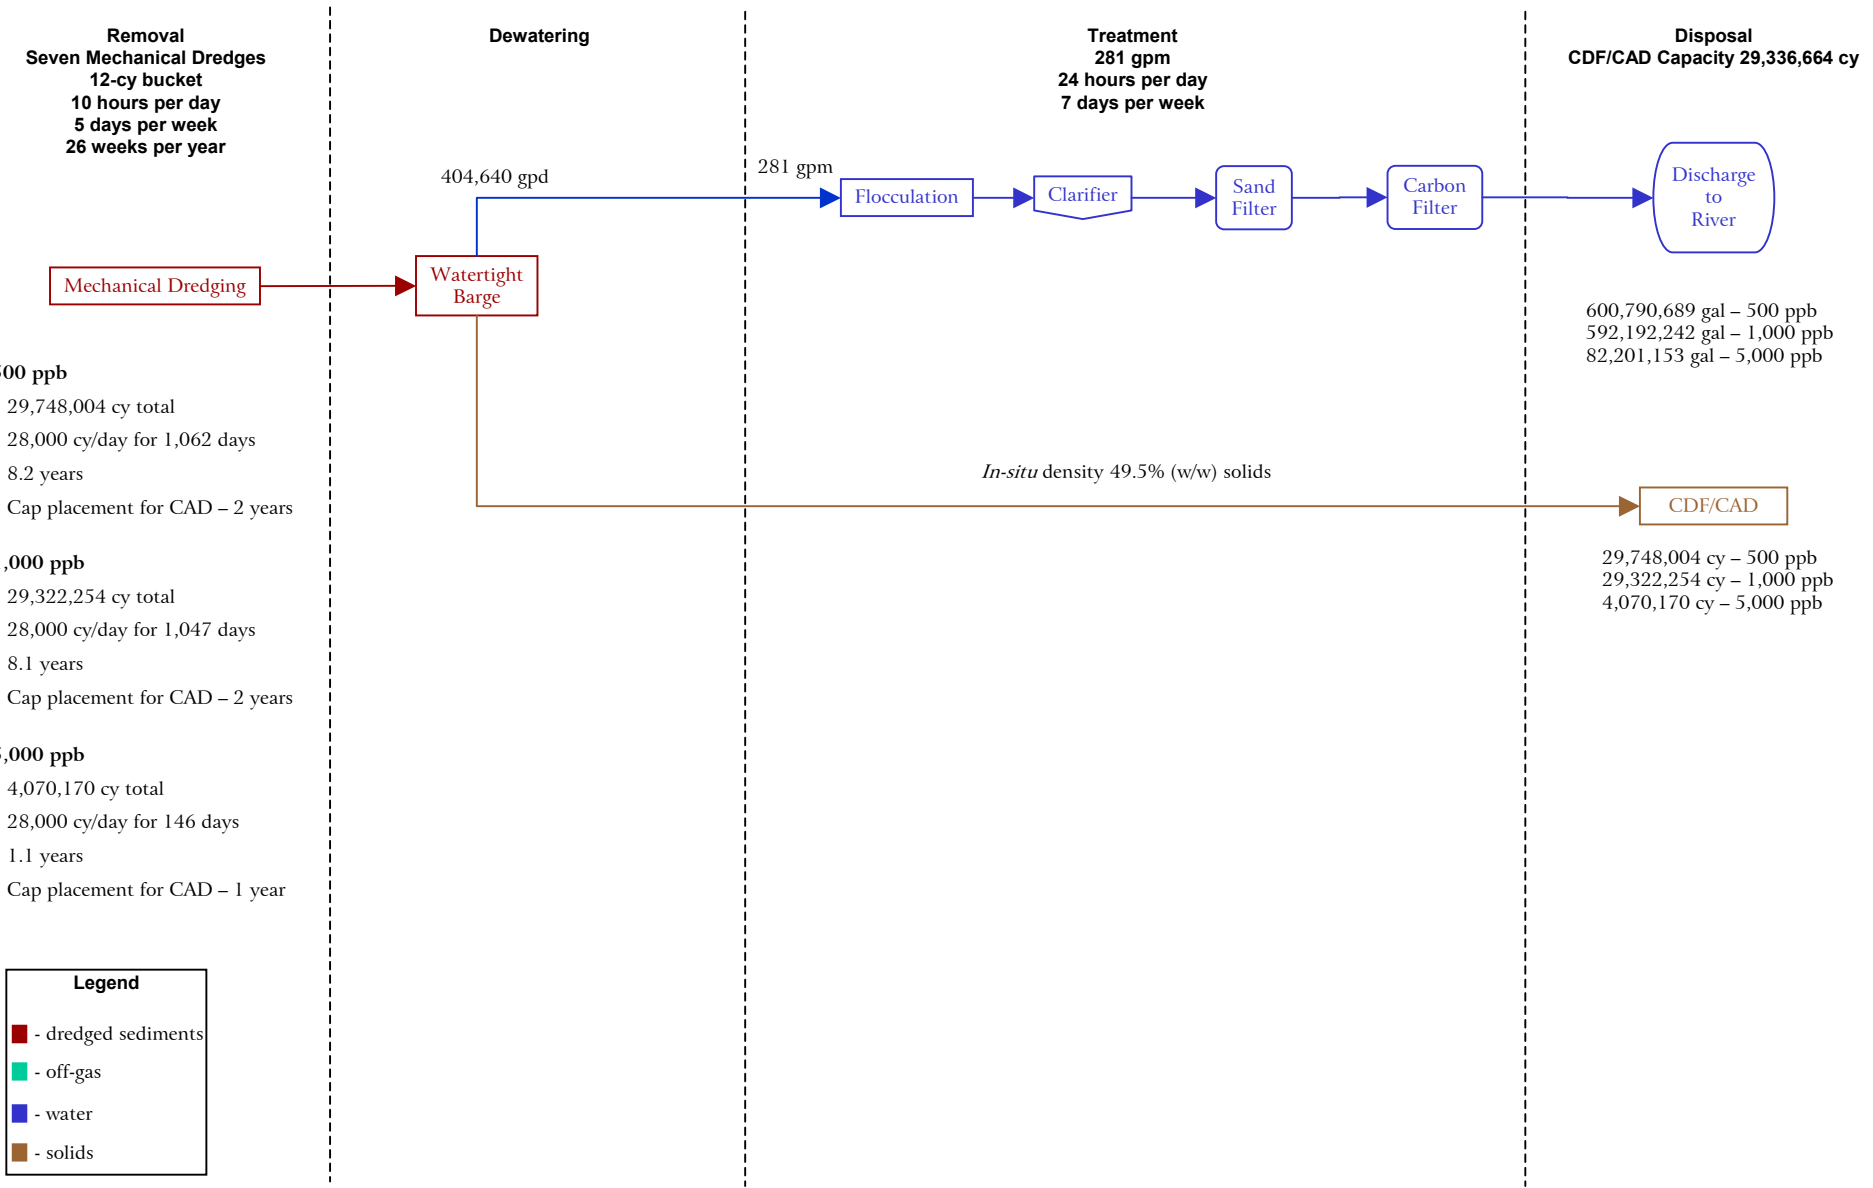 Removal
Seven Mechanical Dredges
12-cy bucket
10 hours per day
5 days per week
26 weeks per year
Dewatering
Treatment
281 gpm
24 hours per day
7 days per week
Disposal
CDF/CAD Capacity 29,336,664 cy
404,640 gpd
281 gpm
Flocculation
Clarifier
Sand
Filter
Carbon
Filter
Discharge
to
River
Mechanical Dredging
Watertight
Barge
600,790,689 gal – 500 ppb
592,192,242 gal – 1,000 ppb
82,201,153 gal – 5,000 ppb
00 ppb
29,748,004 cy total
28,000 cy/day for 1,062 days
8.2 years
Cap placement for CAD – 2 years
In-situ density 49.5% (w/w) solids
CDF/CAD
29,748,004 cy – 500 ppb
29,322,254 cy – 1,000 ppb
4,070,170 cy – 5,000 ppb
,000 ppb
29,322,254 cy total
28,000 cy/day for 1,047 days
8.1 years
Cap placement for CAD – 2 years
,000 ppb
4,070,170 cy total
28,000 cy/day for 146 days
1.1 years
Cap placement for CAD – 1 year
Legend
- dredged sediments
- off-gas
- water
- solids